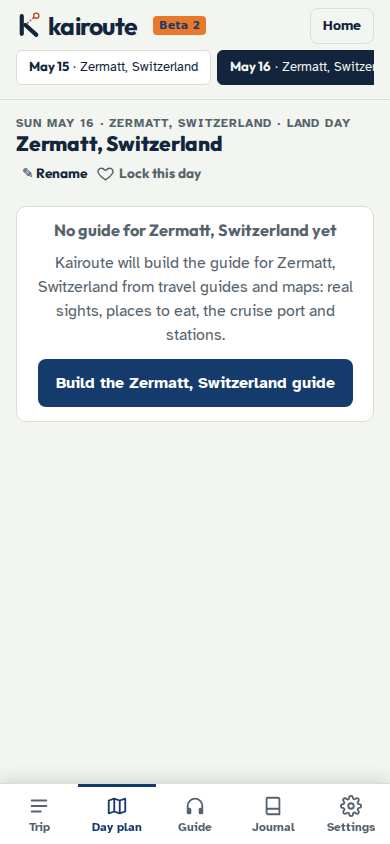 kairoute Beta 2 Home
May 15 · Zermatt, Switzerland May 16 · Zermatt, Switzer
SUN MAY 16 · ZERMATT, SWITZERLAND · LAND DAY
Zermatt, Switzerland
✎ Rename Lock this day
No guide for Zermatt, Switzerland yet
Kairoute will build the guide for Zermatt,
Switzerland from travel guides and maps: real
sights, places to eat, the cruise port and
stations.
Build the Zermatt, Switzerland guide
Trip Day plan Guide Journal Settings